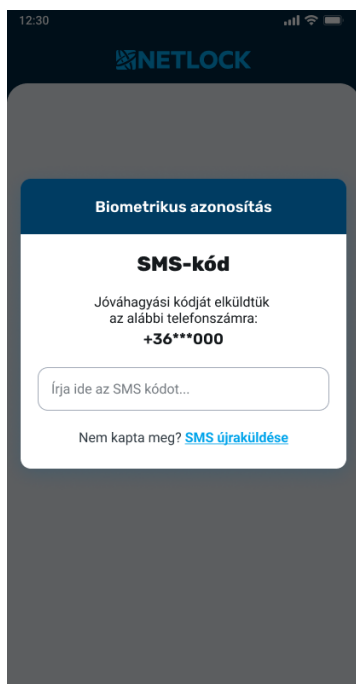 12:30
NETLOCK
Biometrikus azonosítás
SMS-kód
Jóváhagyási kódját elküldtük
az alábbi telefonszámra:
+36***000
Írja ide az SMS kódot...
Nem kapta meg? SMS újraküldése